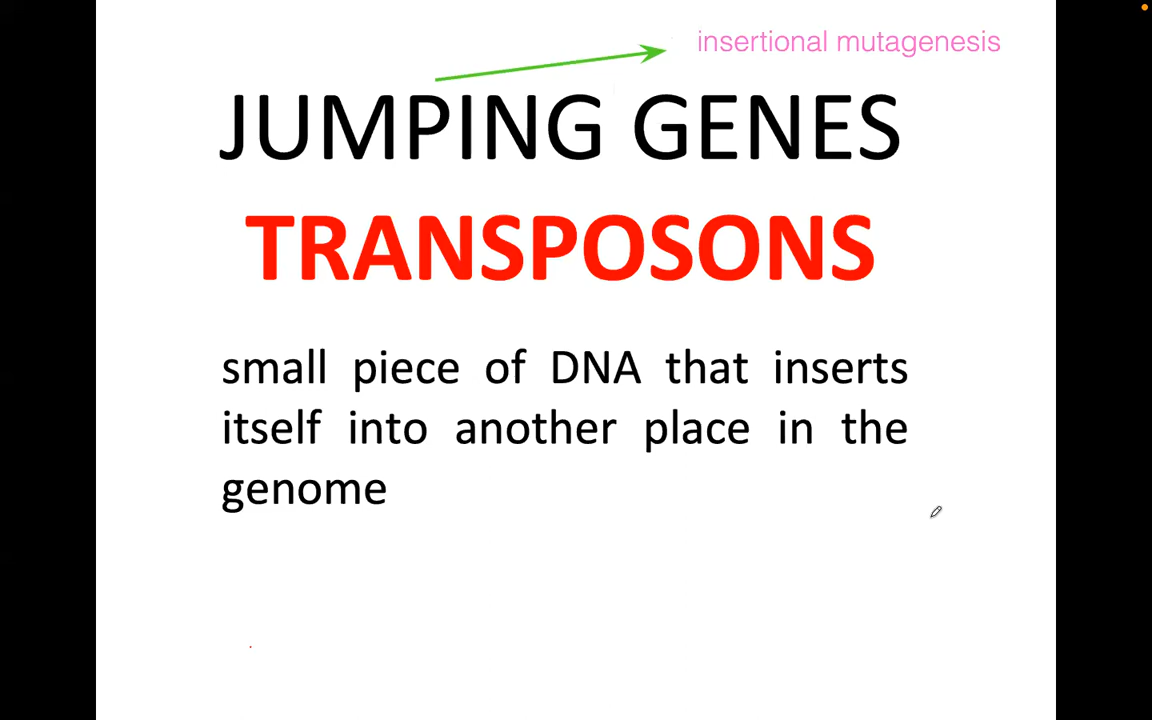 insertional mutagenesis
JUMPING GENES
TRANSPOSONS
small piece of DNA that inserts
itself into another place in the
genome